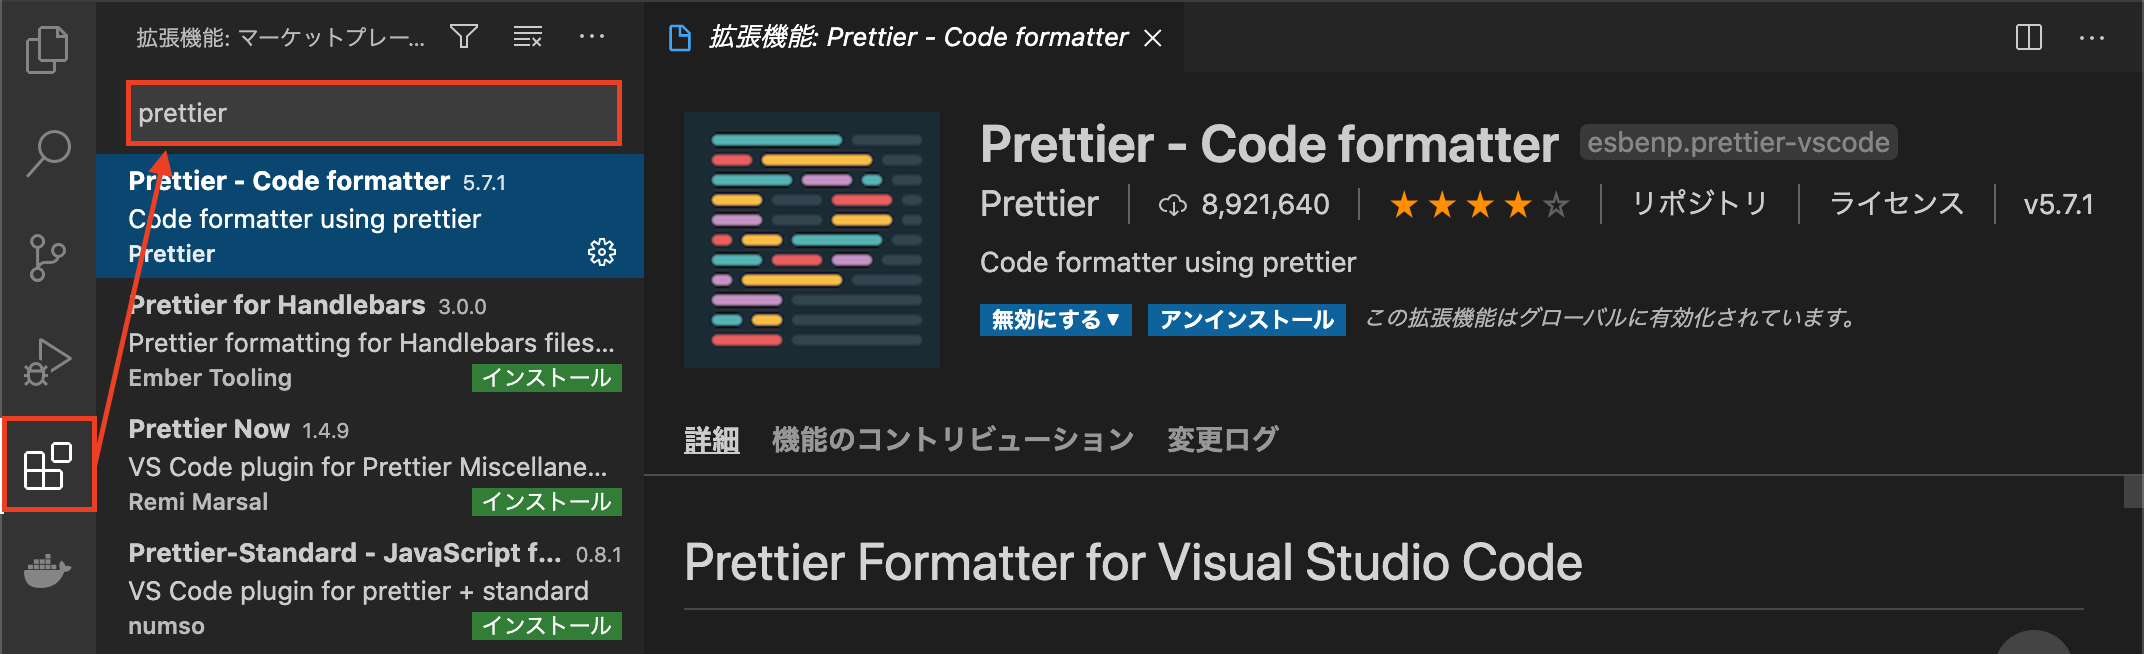 拡張機能: マーケットプレー...
prettier
Prettier - Code formatter 5.7.1
Code formatter using prettier
Prettier
Prettier for Handlebars 3.0.0
Prettier formatting for Handlebars files...
Ember Tooling インストール
Prettier Now 1.4.9
VS Code plugin for Prettier Miscellane...
Remi Marsal インストール
Prettier-Standard - JavaScript f... 0.8.1
VS Code plugin for prettier + standard
numso インストール
拡張機能: Prettier - Code formatter
Prettier - Code formatter esbenp.prettier-vscode
Prettier 8,921,640 リポジトリ ライセンス v5.7.1
Code formatter using prettier
無効にする アンインストール この拡張機能はグローバルに有効化されています。
詳細 機能のコントリビューション 変更ログ
Prettier Formatter for Visual Studio Code